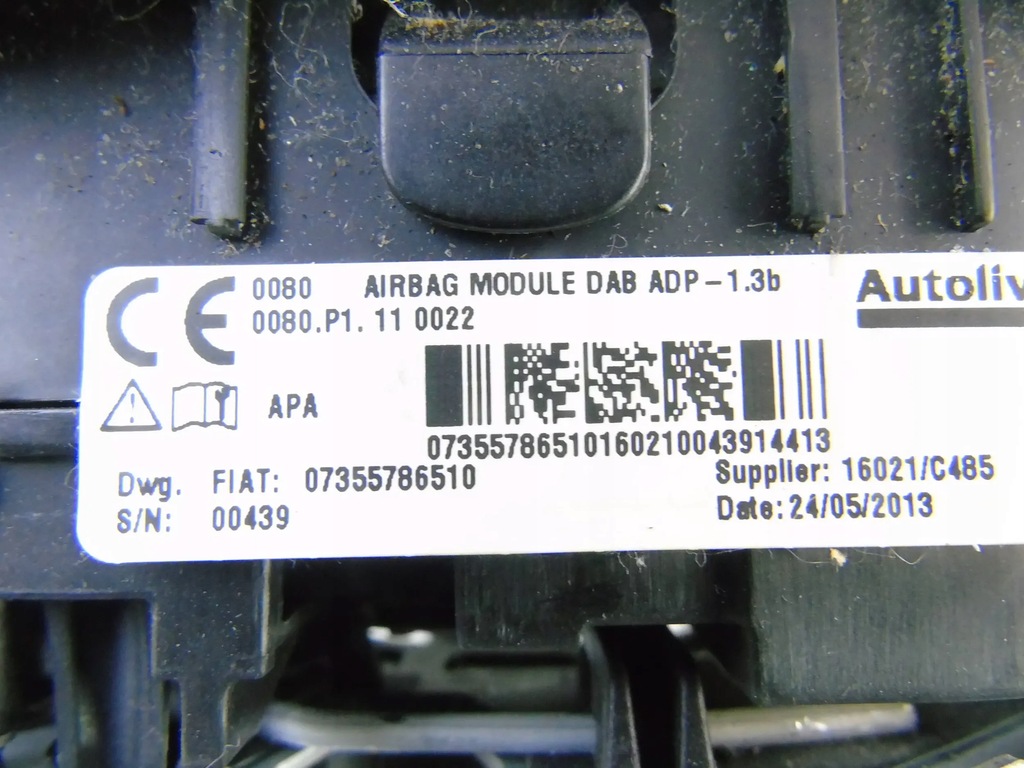 CE 0080 AIRBAG MODULE DAB ADP-1.3b Autoliv
0080.P1. 11 0022
APA
07355786510160210043914413
Dwg. FIAT: 07355786510 Supplier: 16021/C485
S/N: 00439 Date: 24/05/2013